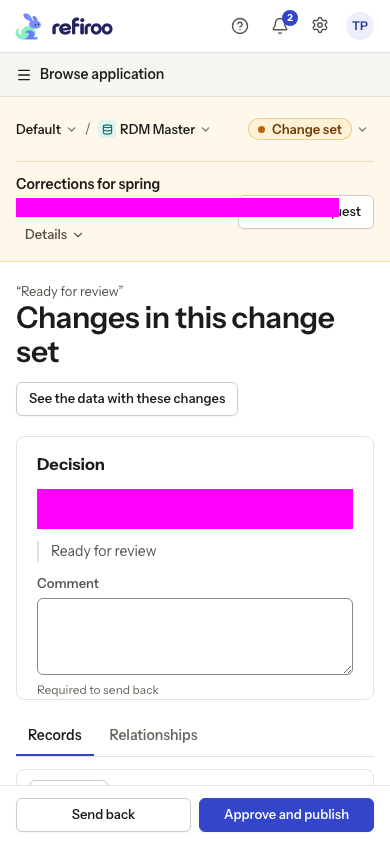 refiroo
2
TP
Browse application
Default / RDM Master Change set
Corrections for spring
Details
“Ready for review”
Changes in this change
set
See the data with these changes
Decision
Ready for review
Comment
Required to send back
Records Relationships
Send back Approve and publish